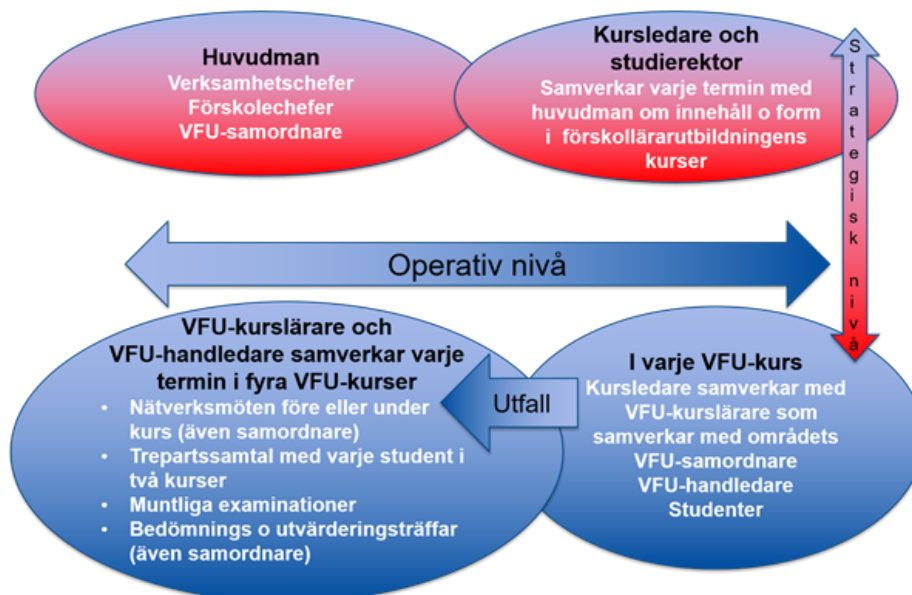 Huvudman
Verksamhetschefer
Förskolechefer
VFU-samordnare
Kursledare och
studierektor
Samverkar varje termin med
huvudman om innehåll o form
i förskollärarutbildningens
kurser
Strategisk nivå
Operativ nivå
VFU-kurslärare och
VFU-handledare samverkar varje
termin i fyra VFU-kurser
• Nätverksmöten före eller under
kurs (även samordnare)
• Trepartssamtal med varje student i
två kurser
• Muntliga examinationer
• Bedömnings o utvärderingsträffar
(även samordnare)
Utfall
I varje VFU-kurs
Kursledare samverkar med
VFU-kurslärare som
samverkar med områdets
VFU-samordnare
VFU-handledare
Studenter